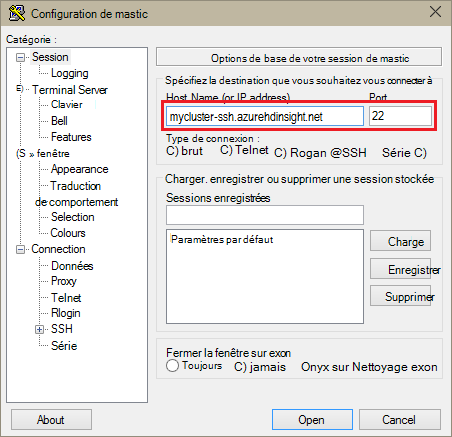 Configuration de mastic
Catégorie :
Session
Logging
E) Terminal Server
Clavier
Bell
Features
(S » fenêtre
Appearance
Traduction
de comportement
Selection
Colours
Connection
Données
Proxy
Telnet
Rlogin
SSH
Série
Options de base de votre session de mastic
Spécifiez la destination que vous souhaitez vous connecter à
Host Name (or IP address)
Port
mycluster-ssh.azurehdinsight.net
22
Type de connexion :
C) brut C) Telnet C) Rogan @SSH Série C)
Charger. enregistrer ou supprimer une session stockée
Sessions enregistrées
Paramètres par défaut
Charge
Enregistrer
Supprimer
Fermer la fenêtre sur exon
Toujours C) jamais Onyx sur Nettoyage exon
About
Open
Cancel